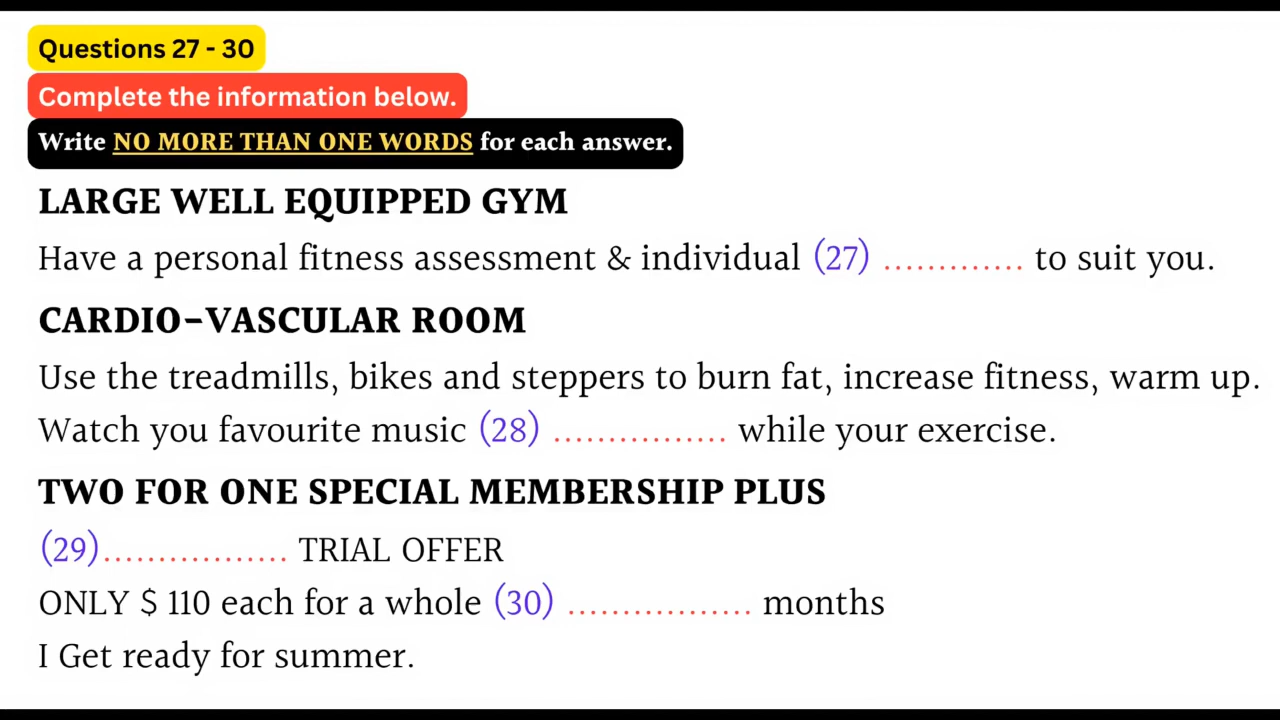 Questions 27 - 30
Complete the information below.
Write NO MORE THAN ONE WORDS for each answer.
LARGE WELL EQUIPPED GYM
Have a personal fitness assessment & individual (27) ............. to suit you.
CARDIO-VASCULAR ROOM
Use the treadmills, bikes and steppers to burn fat, increase fitness, warm up.
Watch you favourite music (28) ................ while your exercise.
TWO FOR ONE SPECIAL MEMBERSHIP PLUS
(29)................. TRIAL OFFER
ONLY $ 110 each for a whole (30) ................. months
I Get ready for summer.